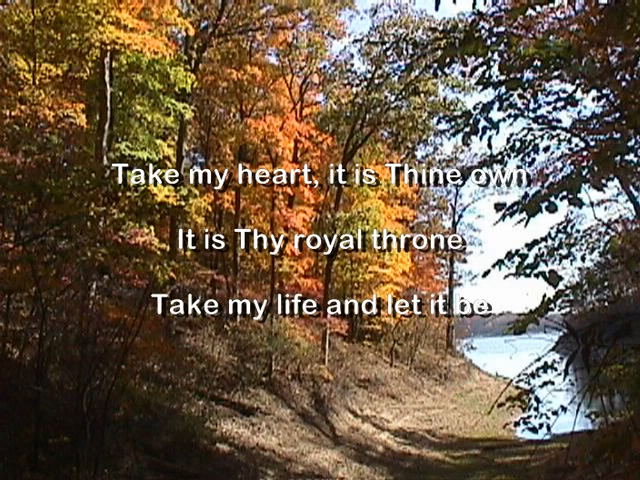 Take my heart, it is Thine own
It is Thy royal throne
Take my life and let it be